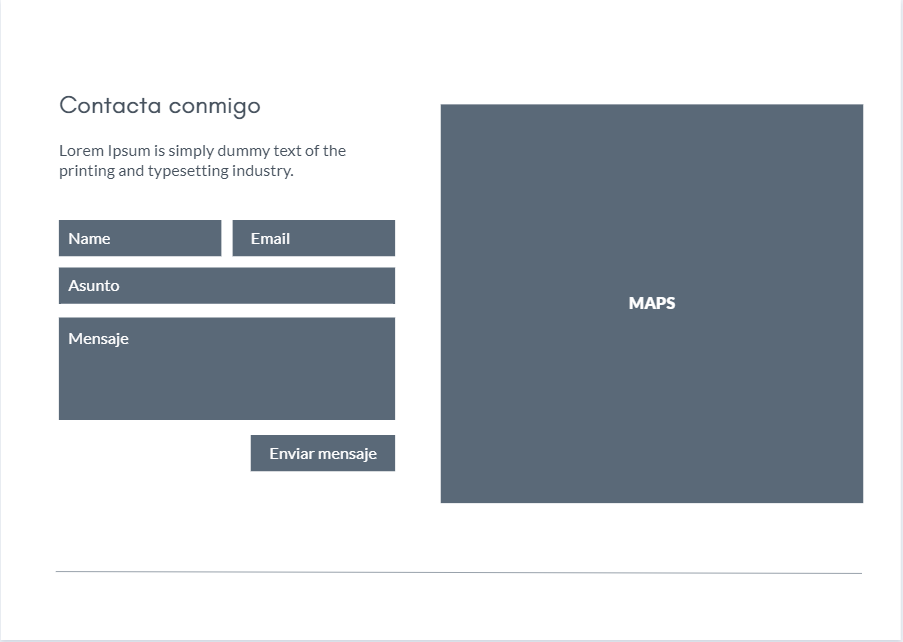 Contacta conmigo
Lorem Ipsum is simply dummy text of the
printing and typesetting industry.
Name
Email
Asunto
Mensaje
Enviar mensaje
MAPS